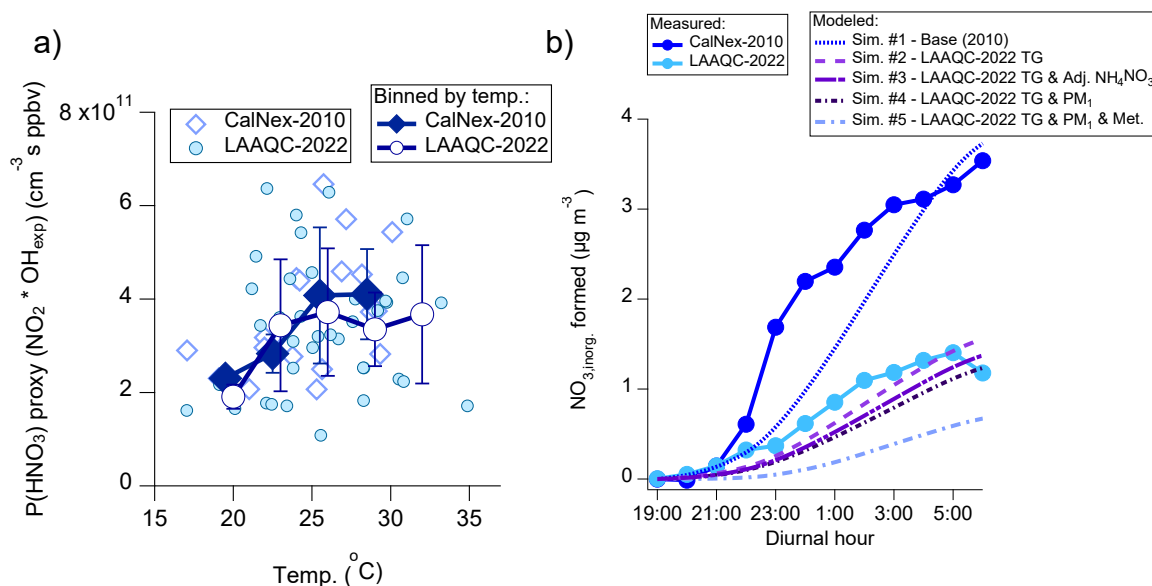 a)
CalNex-2010
LAAQC-2022
Binned by temp.:
CalNex-2010
LAAQC-2022
P(HNO3) proxy (NO2 * OHexp) (cm-3 s ppbv)
8 x10^11
6
4
2
0
15 20 25 30 35
Temp. (°C)
b)
Measured:
CalNex-2010
LAAQC-2022
Modeled:
Sim. #1 - Base (2010)
Sim. #2 - LAAQC-2022 TG
Sim. #3 - LAAQC-2022 TG & Adj. NH4NO3
Sim. #4 - LAAQC-2022 TG & PM1
Sim. #5 - LAAQC-2022 TG & PM1 & Met.
NO3,inorg. formed (µg m-3)
4
3
2
1
0
19:00 21:00 23:00 1:00 3:00 5:00
Diurnal hour